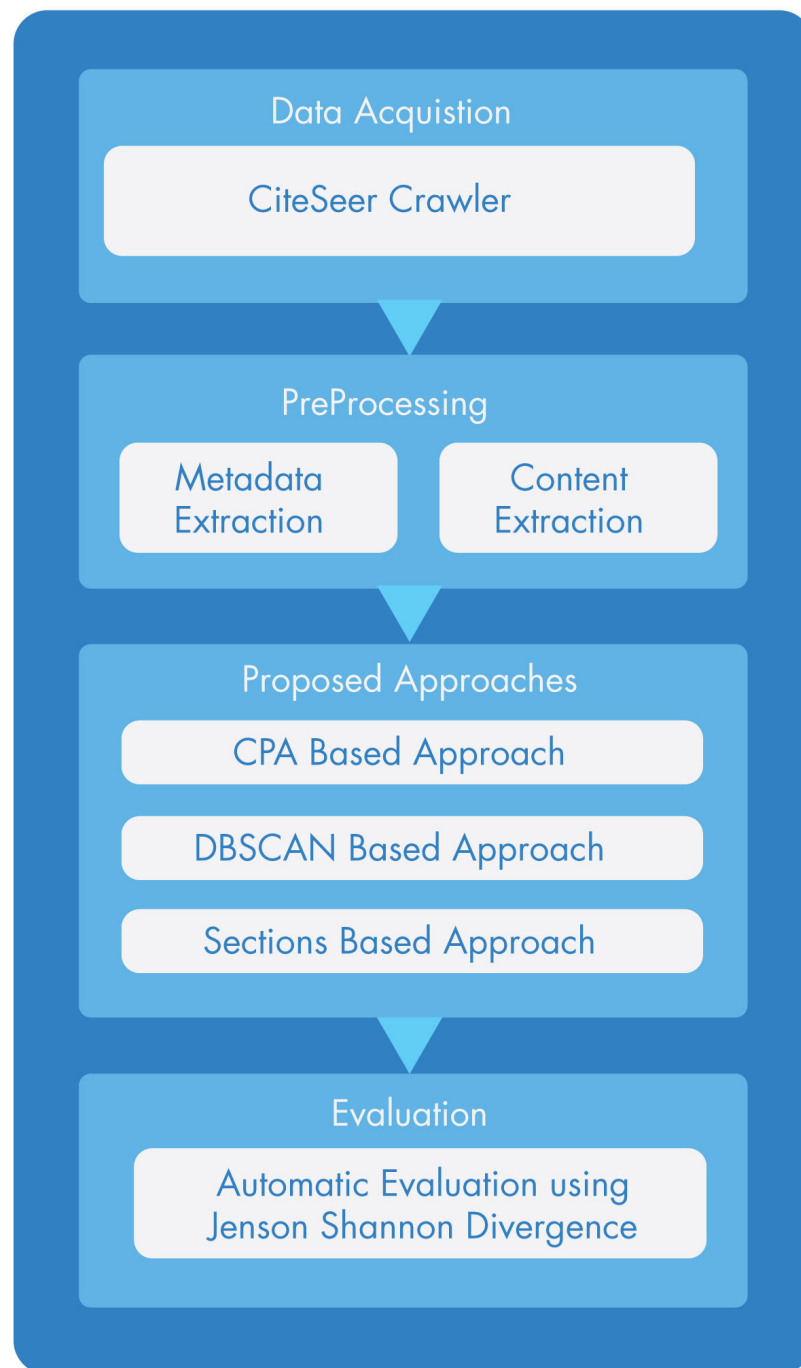 Data Acquistion
CiteSeer Crawler
PreProcessing
Metadata
Extraction
Content
Extraction
Proposed Approaches
CPA Based Approach
DBSCAN Based Approach
Sections Based Approach
Evaluation
Automatic Evaluation using
Jenson Shannon Divergence